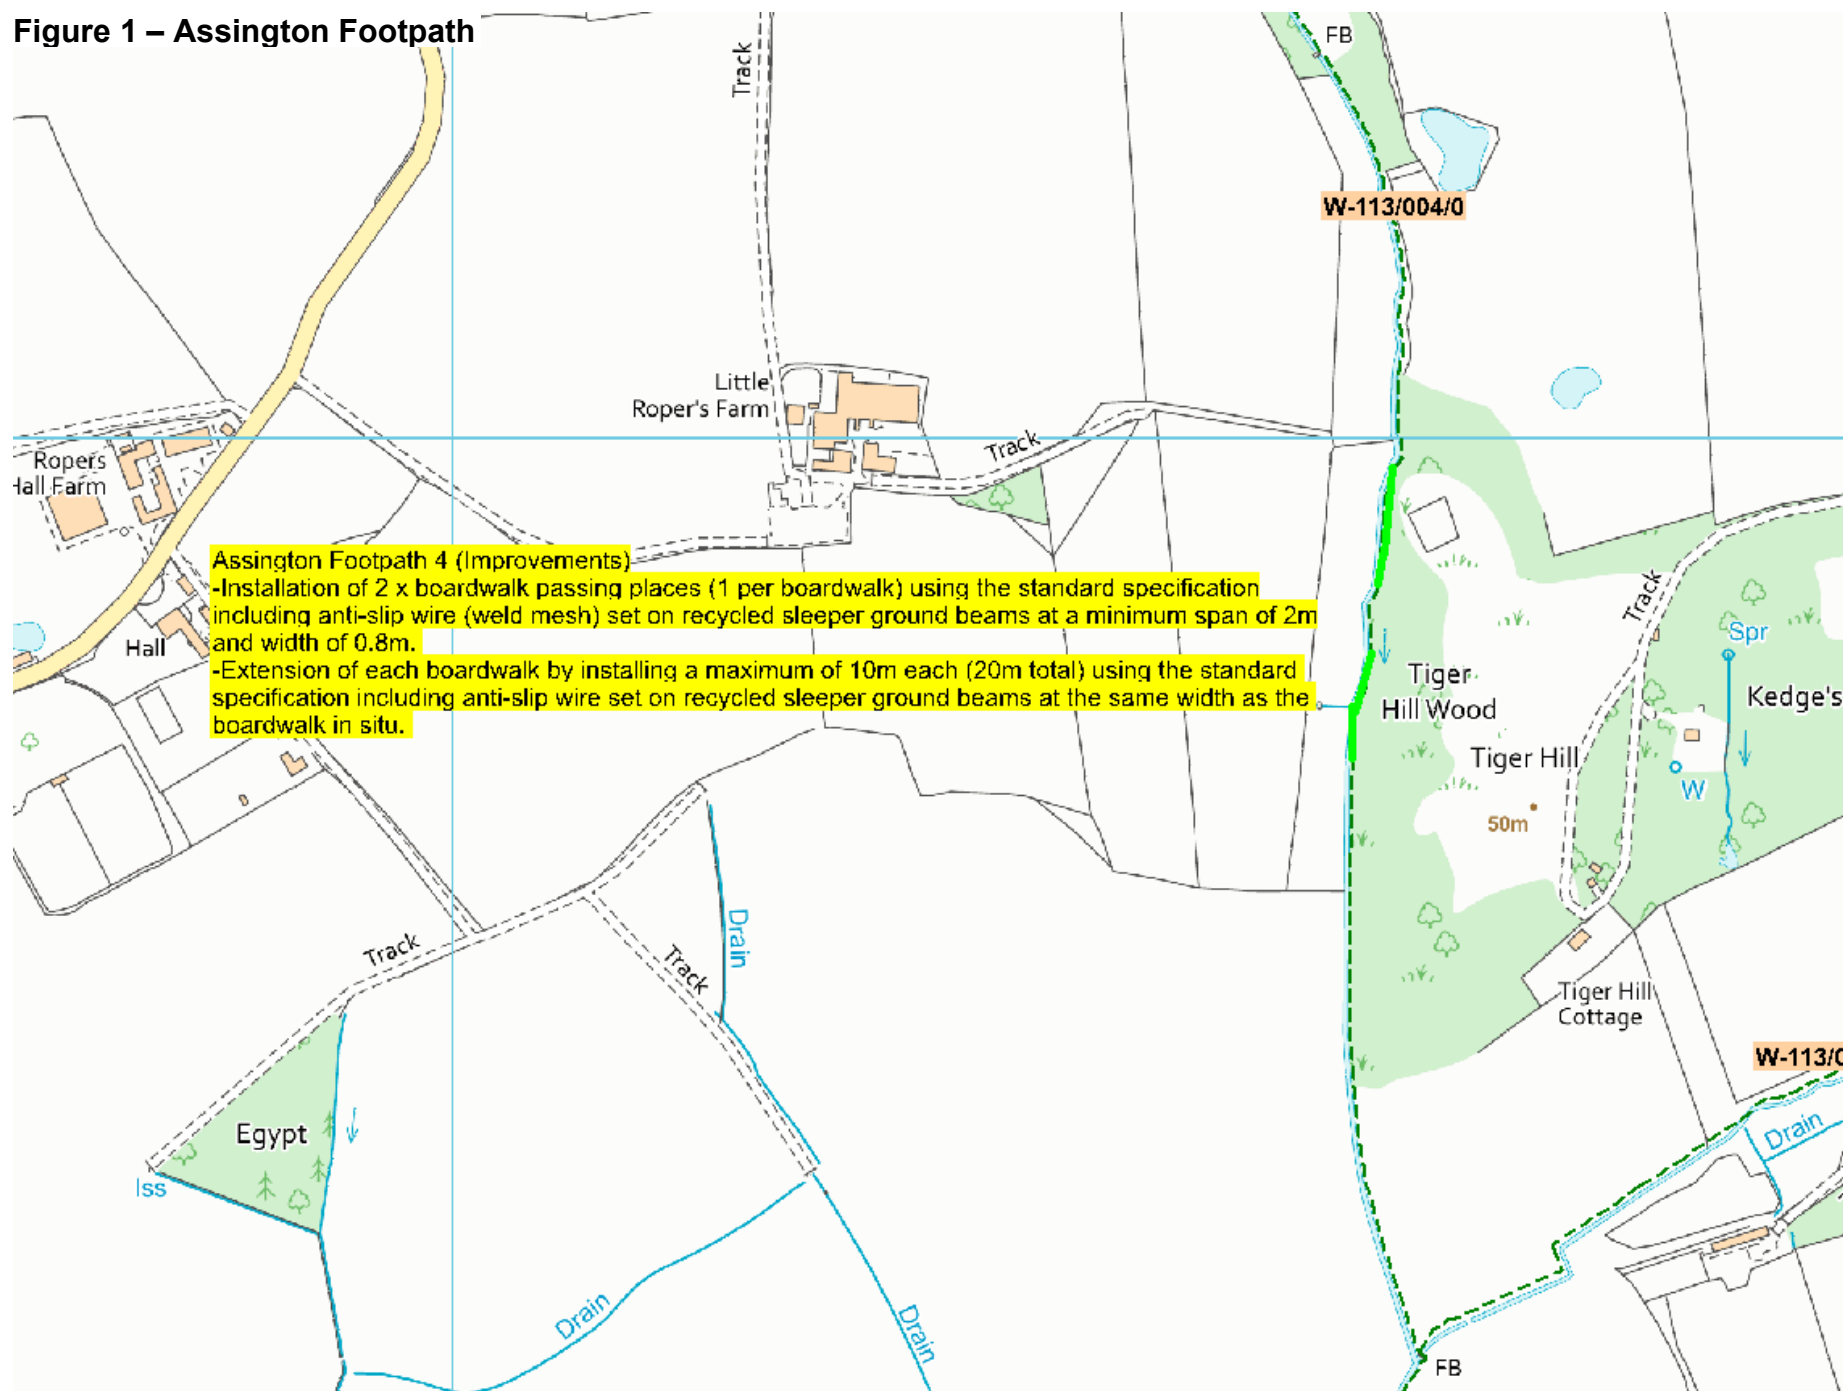 Figure 1 – Assington Footpath
FB
Track
W-113/004/0
Little
Roper's Farm
Track
Ropers
Hall Farm
Assington Footpath 4 (Improvements)
-Installation of 2 x boardwalk passing places (1 per boardwalk) using the standard specification
including anti-slip wire (weld mesh) set on recycled sleeper ground beams at a minimum span of 2m
and width of 0.8m.
-Extension of each boardwalk by installing a maximum of 10m each (20m total) using the standard
specification including anti-slip wire set on recycled sleeper ground beams at the same width as the
boardwalk in situ.
Hall
Track
Spr
Tiger
Hill Wood
Kedge's
Tiger Hill
W
50m
Drain
Track
Track
Tiger Hill
Cottage
W-113/0
Egypt
Drain
Iss
Drain
Drain
FB